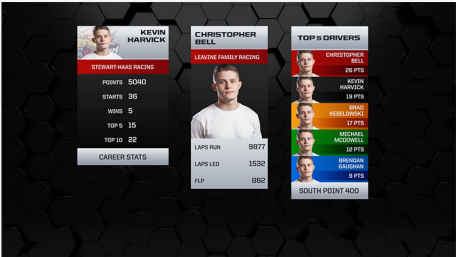 KEVIN
HARVICK
STEWART-HAAS RACING
POINTS 5040
STARTS 36
WINS 5
TOP 5 15
TOP 10 22
CAREER STATS
CHRISTOPHER
BELL
LEAVINE FAMILY RACING
LAPS RUN 9877
LAPS LED 1532
FLP 862
TOP 5 DRIVERS
CHRISTOPHER
BELL
26 PTS
KEVIN
HARVICK
19 PTS
BRAD
KESELOWSKI
17 PTS
MICHAEL
MCDOWELL
12 PTS
BRENDAN
GAUGHAN
9 PTS
SOUTH POINT 400